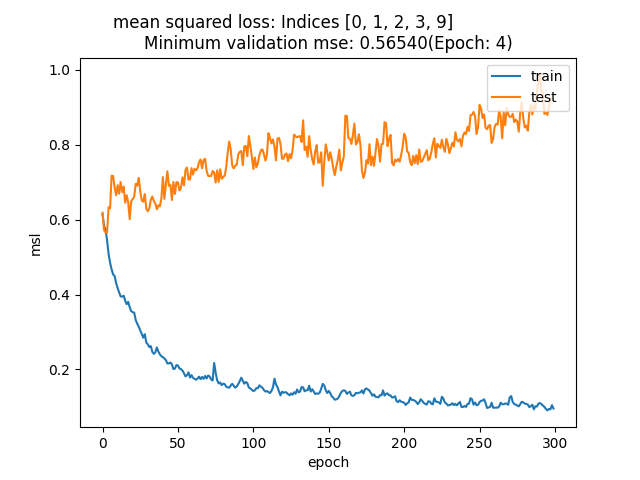 mean squared loss: Indices [0, 1, 2, 3, 9]
Minimum validation mse: 0.56540(Epoch: 4)
1.0
0.8
0.6
0.4
0.2
msl
train
test
0 50 100 150 200 250 300
epoch